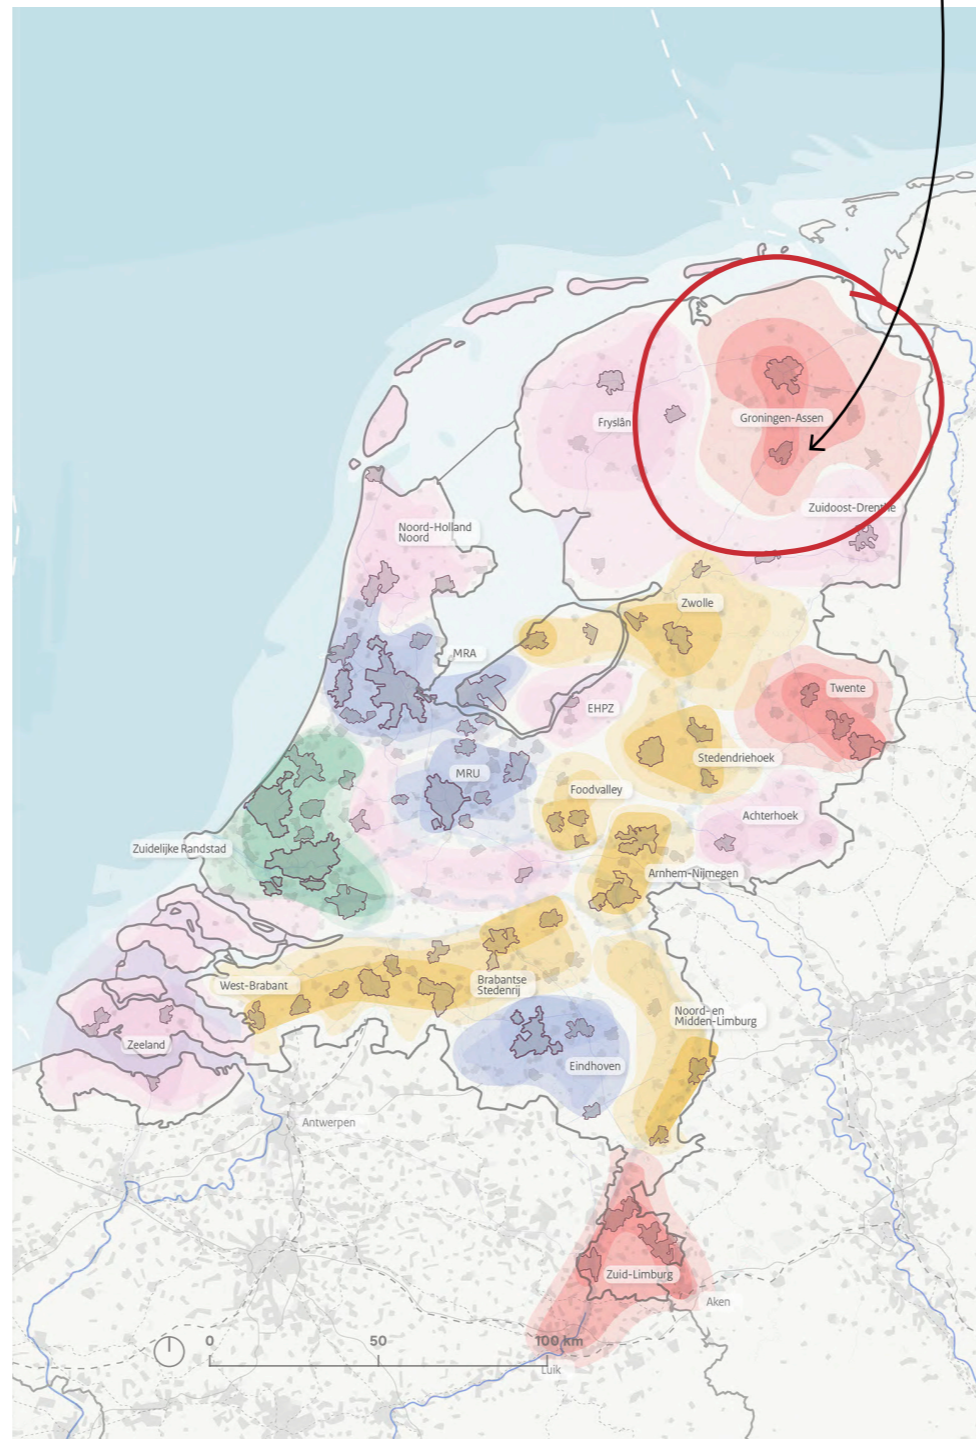 Groningen-Assen
Fryslân
Zuidoost-Drenthe
Noord-Holland
Noord
Zwolle
MRA
Twente
EHPZ
Stedendriehoek
MRU
Foodvalley
Achterhoek
Zuidelijke Randstad
Arnhem-Nijmegen
West-Brabant
Brabantse
Stedenrij
Noord- en
Midden-Limburg
Zeeland
Eindhoven
Antwerpen
Zuid-Limburg
Aken
0
50
100 km
Luik